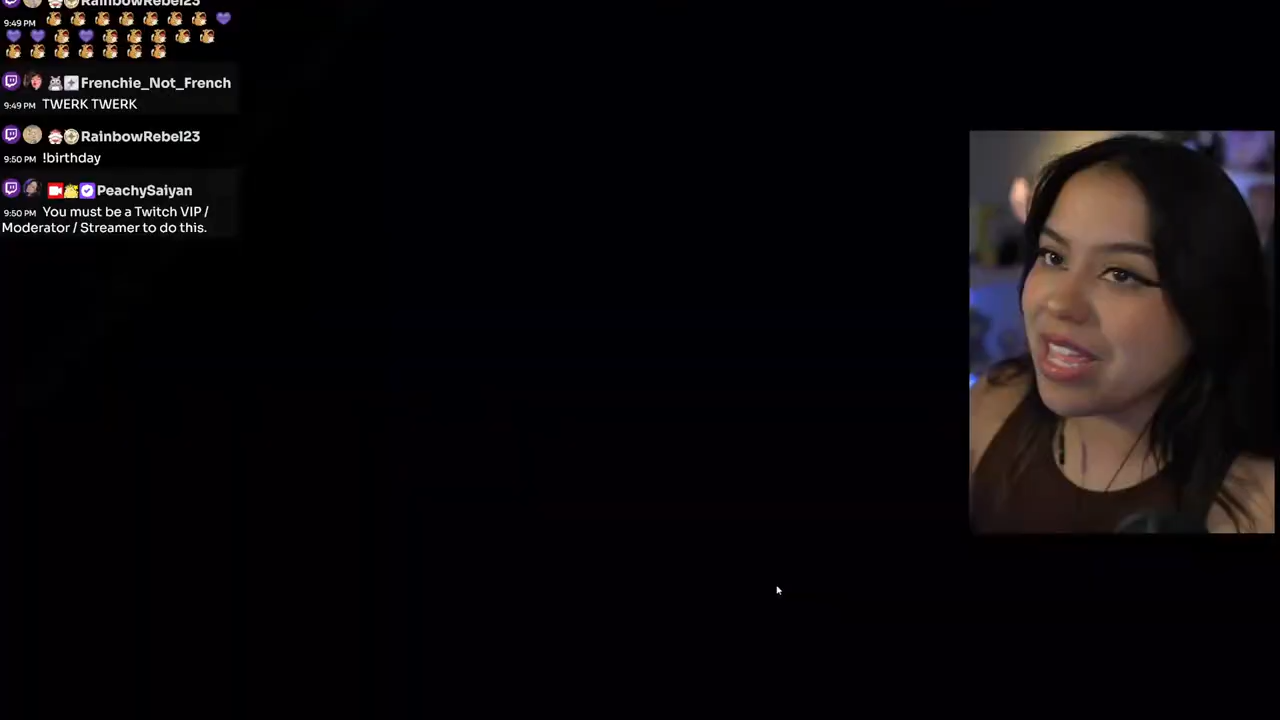 RainbowRebel23
9:49 PM
Frenchie_Not_French
9:49 PM TWERK TWERK
RainbowRebel23
9:50 PM !birthday
PeachySaiyan
9:50 PM You must be a Twitch VIP /
Moderator / Streamer to do this.